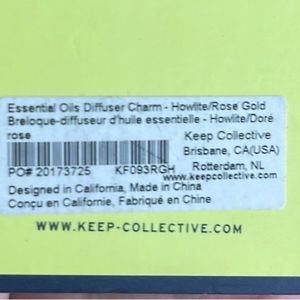 Essential Oils Diffuser Charm - Howlite/Rose Gold
Breloque-diffuseur d'huile essentielle - Howlite/Doré
rose
Keep Collective
Brisbane, CA(USA)
PO# 20173725 KF093RGH Rotterdam, NL
www.keepcollective.com
Designed in California, Made in China
Conçu en Californie, Fabriqué en Chine
WWW.KEEP-COLLECTIVE.COM